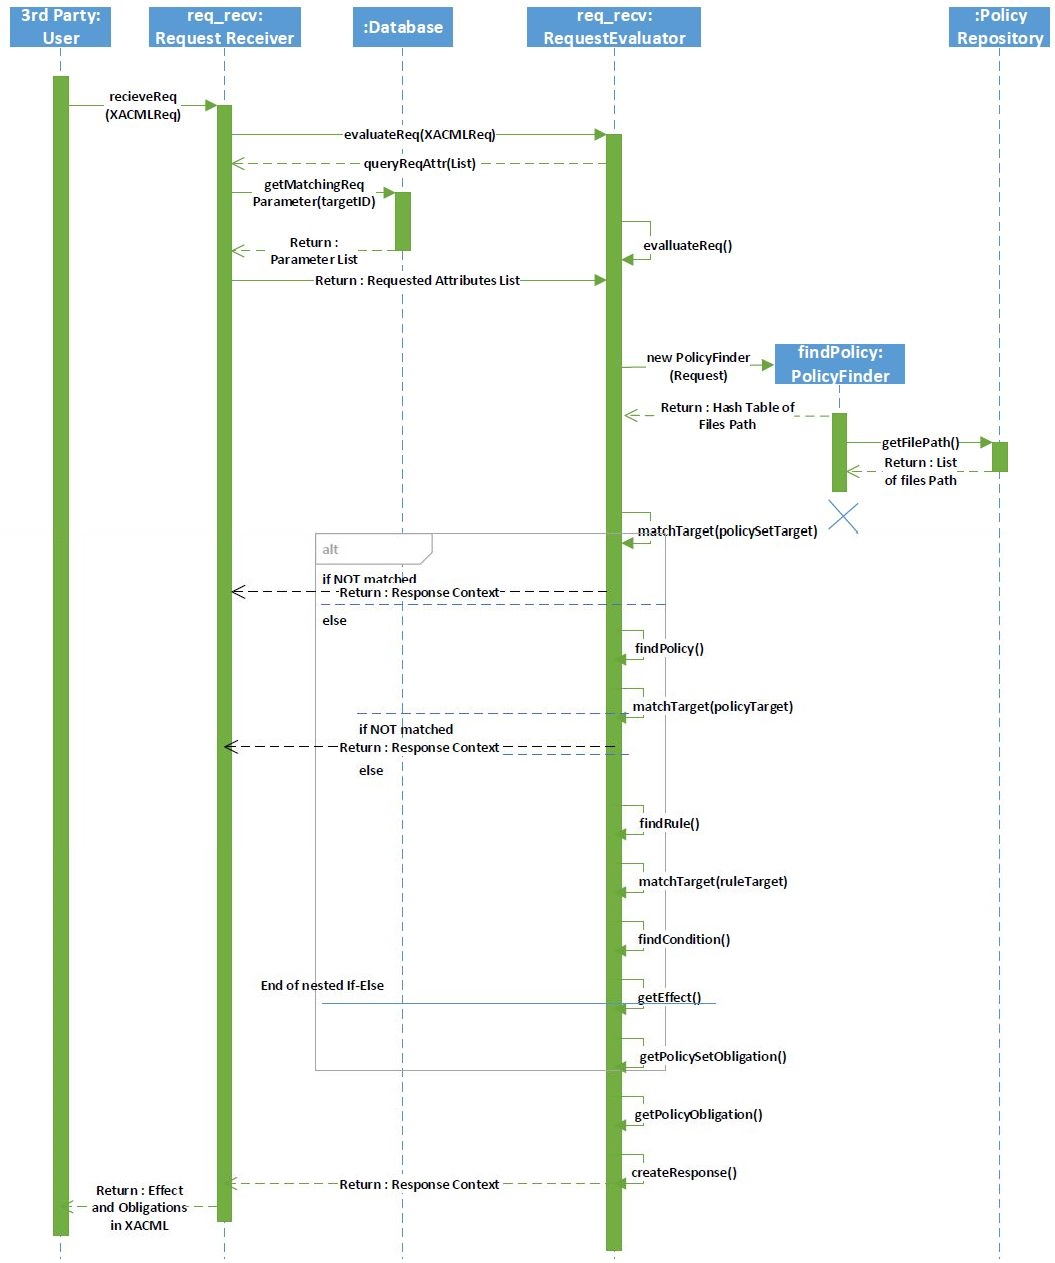 3rd Party:
User
req_recv:
Request Receiver
:Database
req_recv:
RequestEvaluator
:Policy
Repository
recieveReq
(XACMLReq)
evaluateReq(XACMLReq)
queryReqAttr(List)
getMatchingReq
Parameter(targetID)
Return :
Parameter List
evalluateReq()
Return : Requested Attributes List
new PolicyFinder
(Request)
findPolicy:
PolicyFinder
Return : Hash Table of
Files Path
getFilePath()
Return : List
of files Path
matchTarget(policySetTarget)
alt
if NOT matched
Return : Response Context
else
findPolicy()
matchTarget(policyTarget)
if NOT matched
Return : Response Context
else
findRule()
matchTarget(ruleTarget)
findCondition()
End of nested If-Else
getEffect()
getPolicySetObligation()
getPolicyObligation()
createResponse()
Return : Response Context
Return : Effect
and Obligations
in XACML